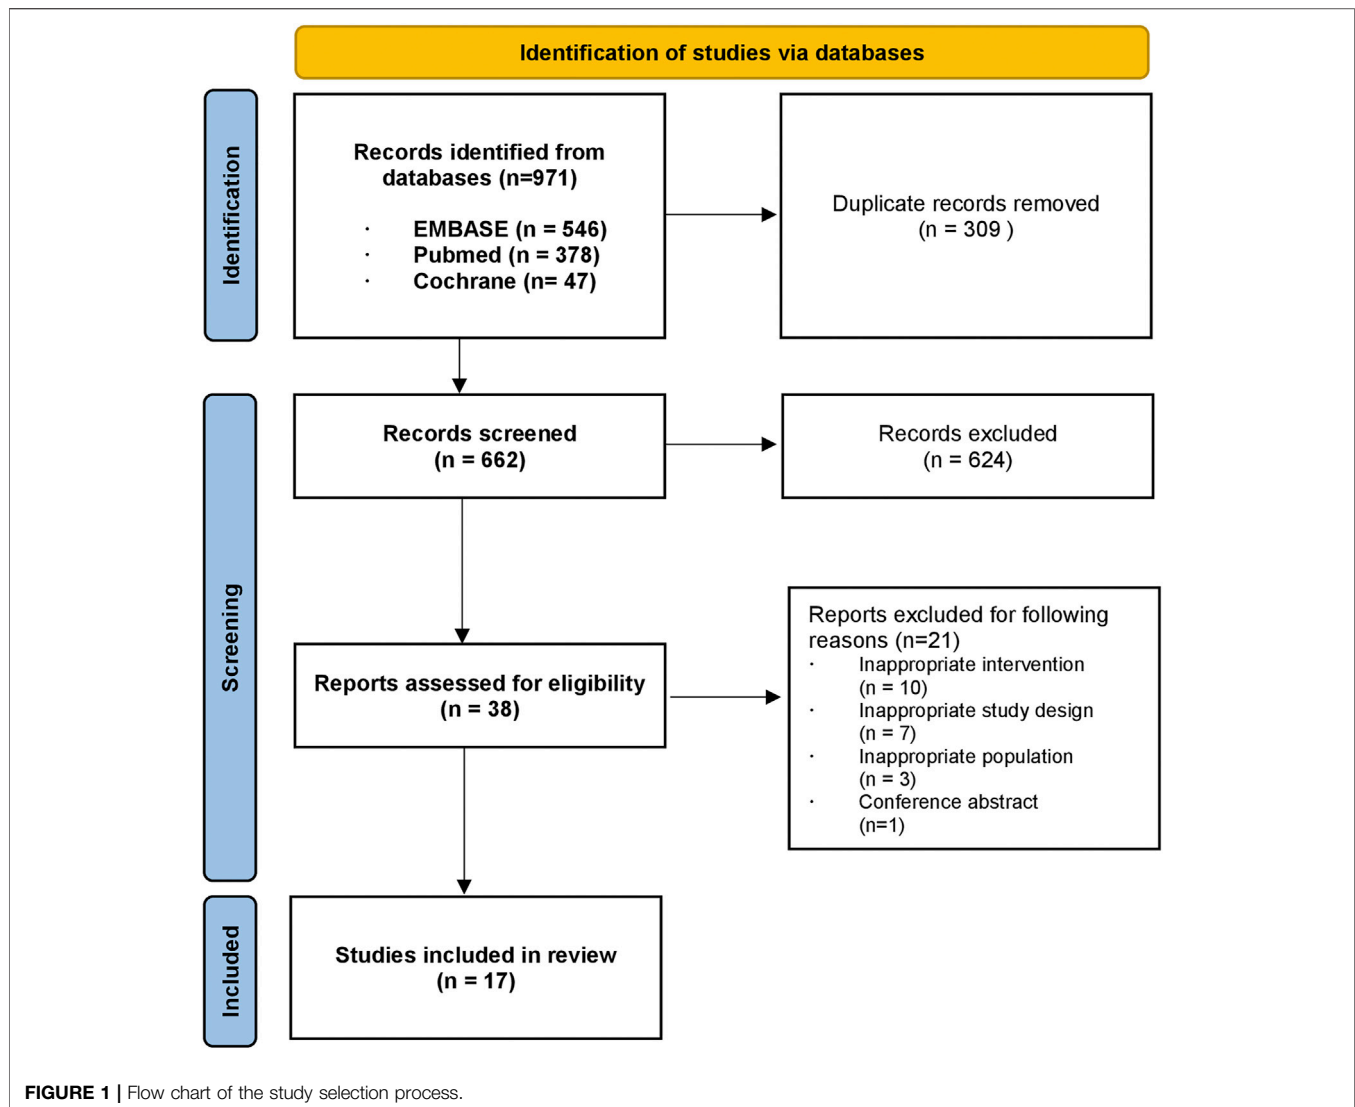 Identification of studies via databases
Identification
Records identified from
databases (n=971)
· EMBASE (n = 546)
· Pubmed (n = 378)
· Cochrane (n= 47)
Duplicate records removed
(n = 309 )
Screening
Records screened
(n = 662)
Records excluded
(n = 624)
Reports assessed for eligibility
(n = 38)
Reports excluded for following
reasons (n=21)
· Inappropriate intervention
(n = 10)
· Inappropriate study design
(n = 7)
· Inappropriate population
(n = 3)
· Conference abstract
(n=1)
Included
Studies included in review
(n = 17)
FIGURE 1 | Flow chart of the study selection process.